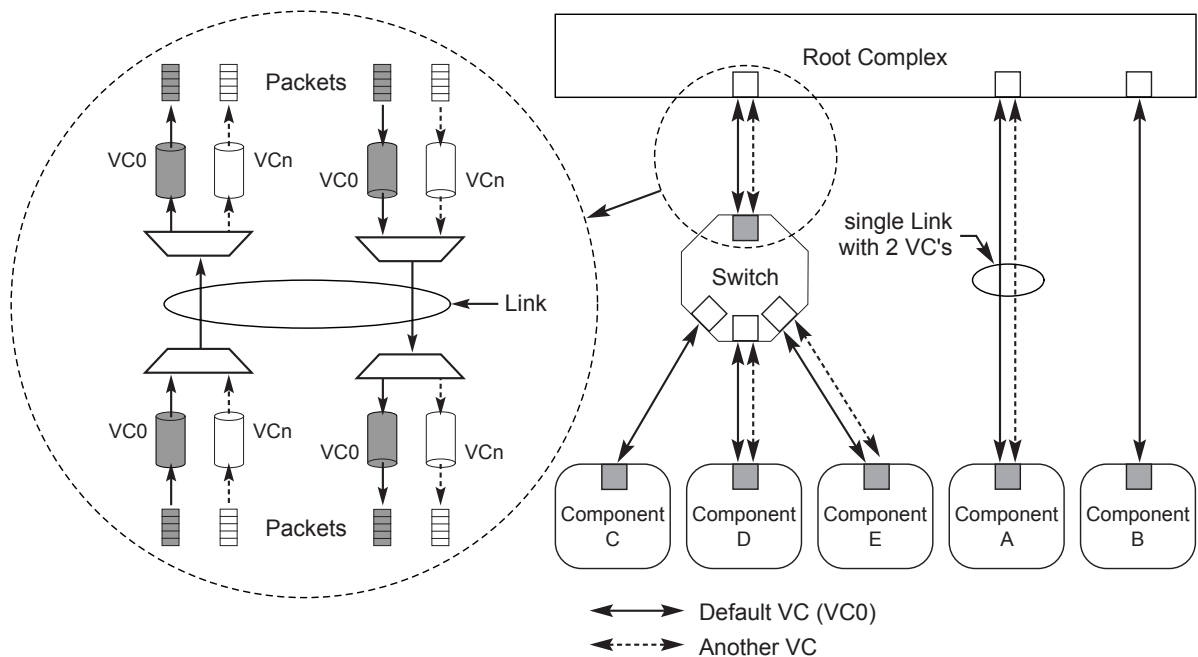 Packets
VC0
VCn
VC0
VCn
Link
VC0
VCn
VC0
VCn
Packets
Root Complex
single Link
with 2 VC's
Switch
Component
C
Component
D
Component
E
Component
A
Component
B
Default VC (VC0)
Another VC